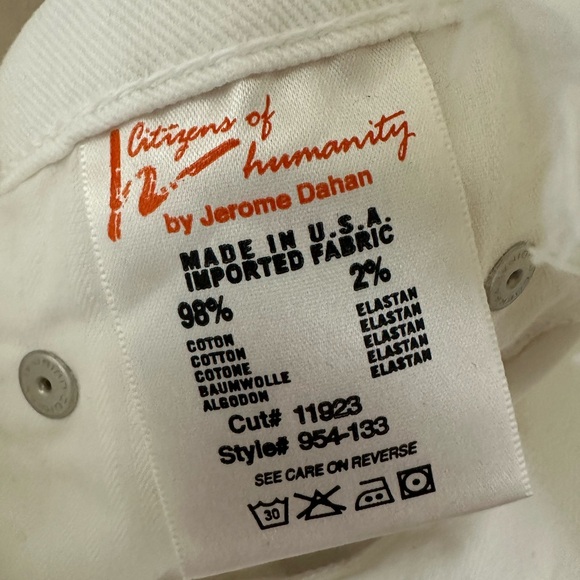 Citizens of
humanity
by Jerome Dahan
MADE IN U.S.A.
IMPORTED FABRIC
98% 2%
COTON ELASTAN
COTTON ELASTAN
COTONE ELASTAN
BAUMWOLLE ELASTAN
ALGODON ELASTAN
Cut# 11923
Style# 954-133
SEE CARE ON REVERSE
30